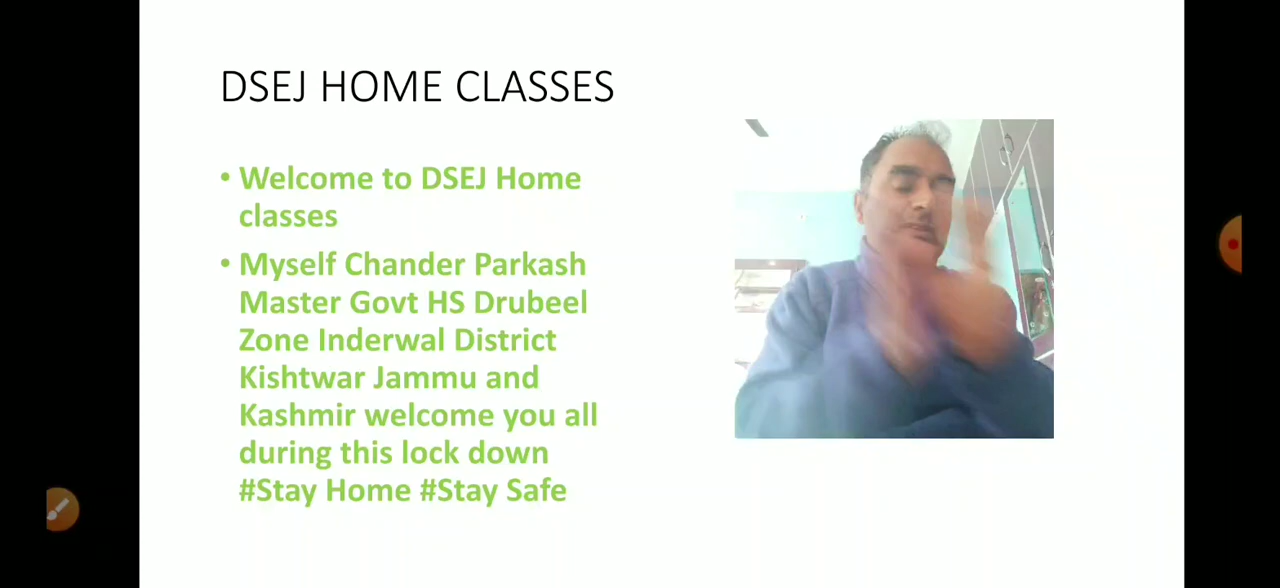 DSEJ HOME CLASSES
• Welcome to DSEJ Home
classes
• Myself Chander Parkash
Master Govt HS Drubeel
Zone Inderwal District
Kishtwar Jammu and
Kashmir welcome you all
during this lock down
#Stay Home #Stay Safe